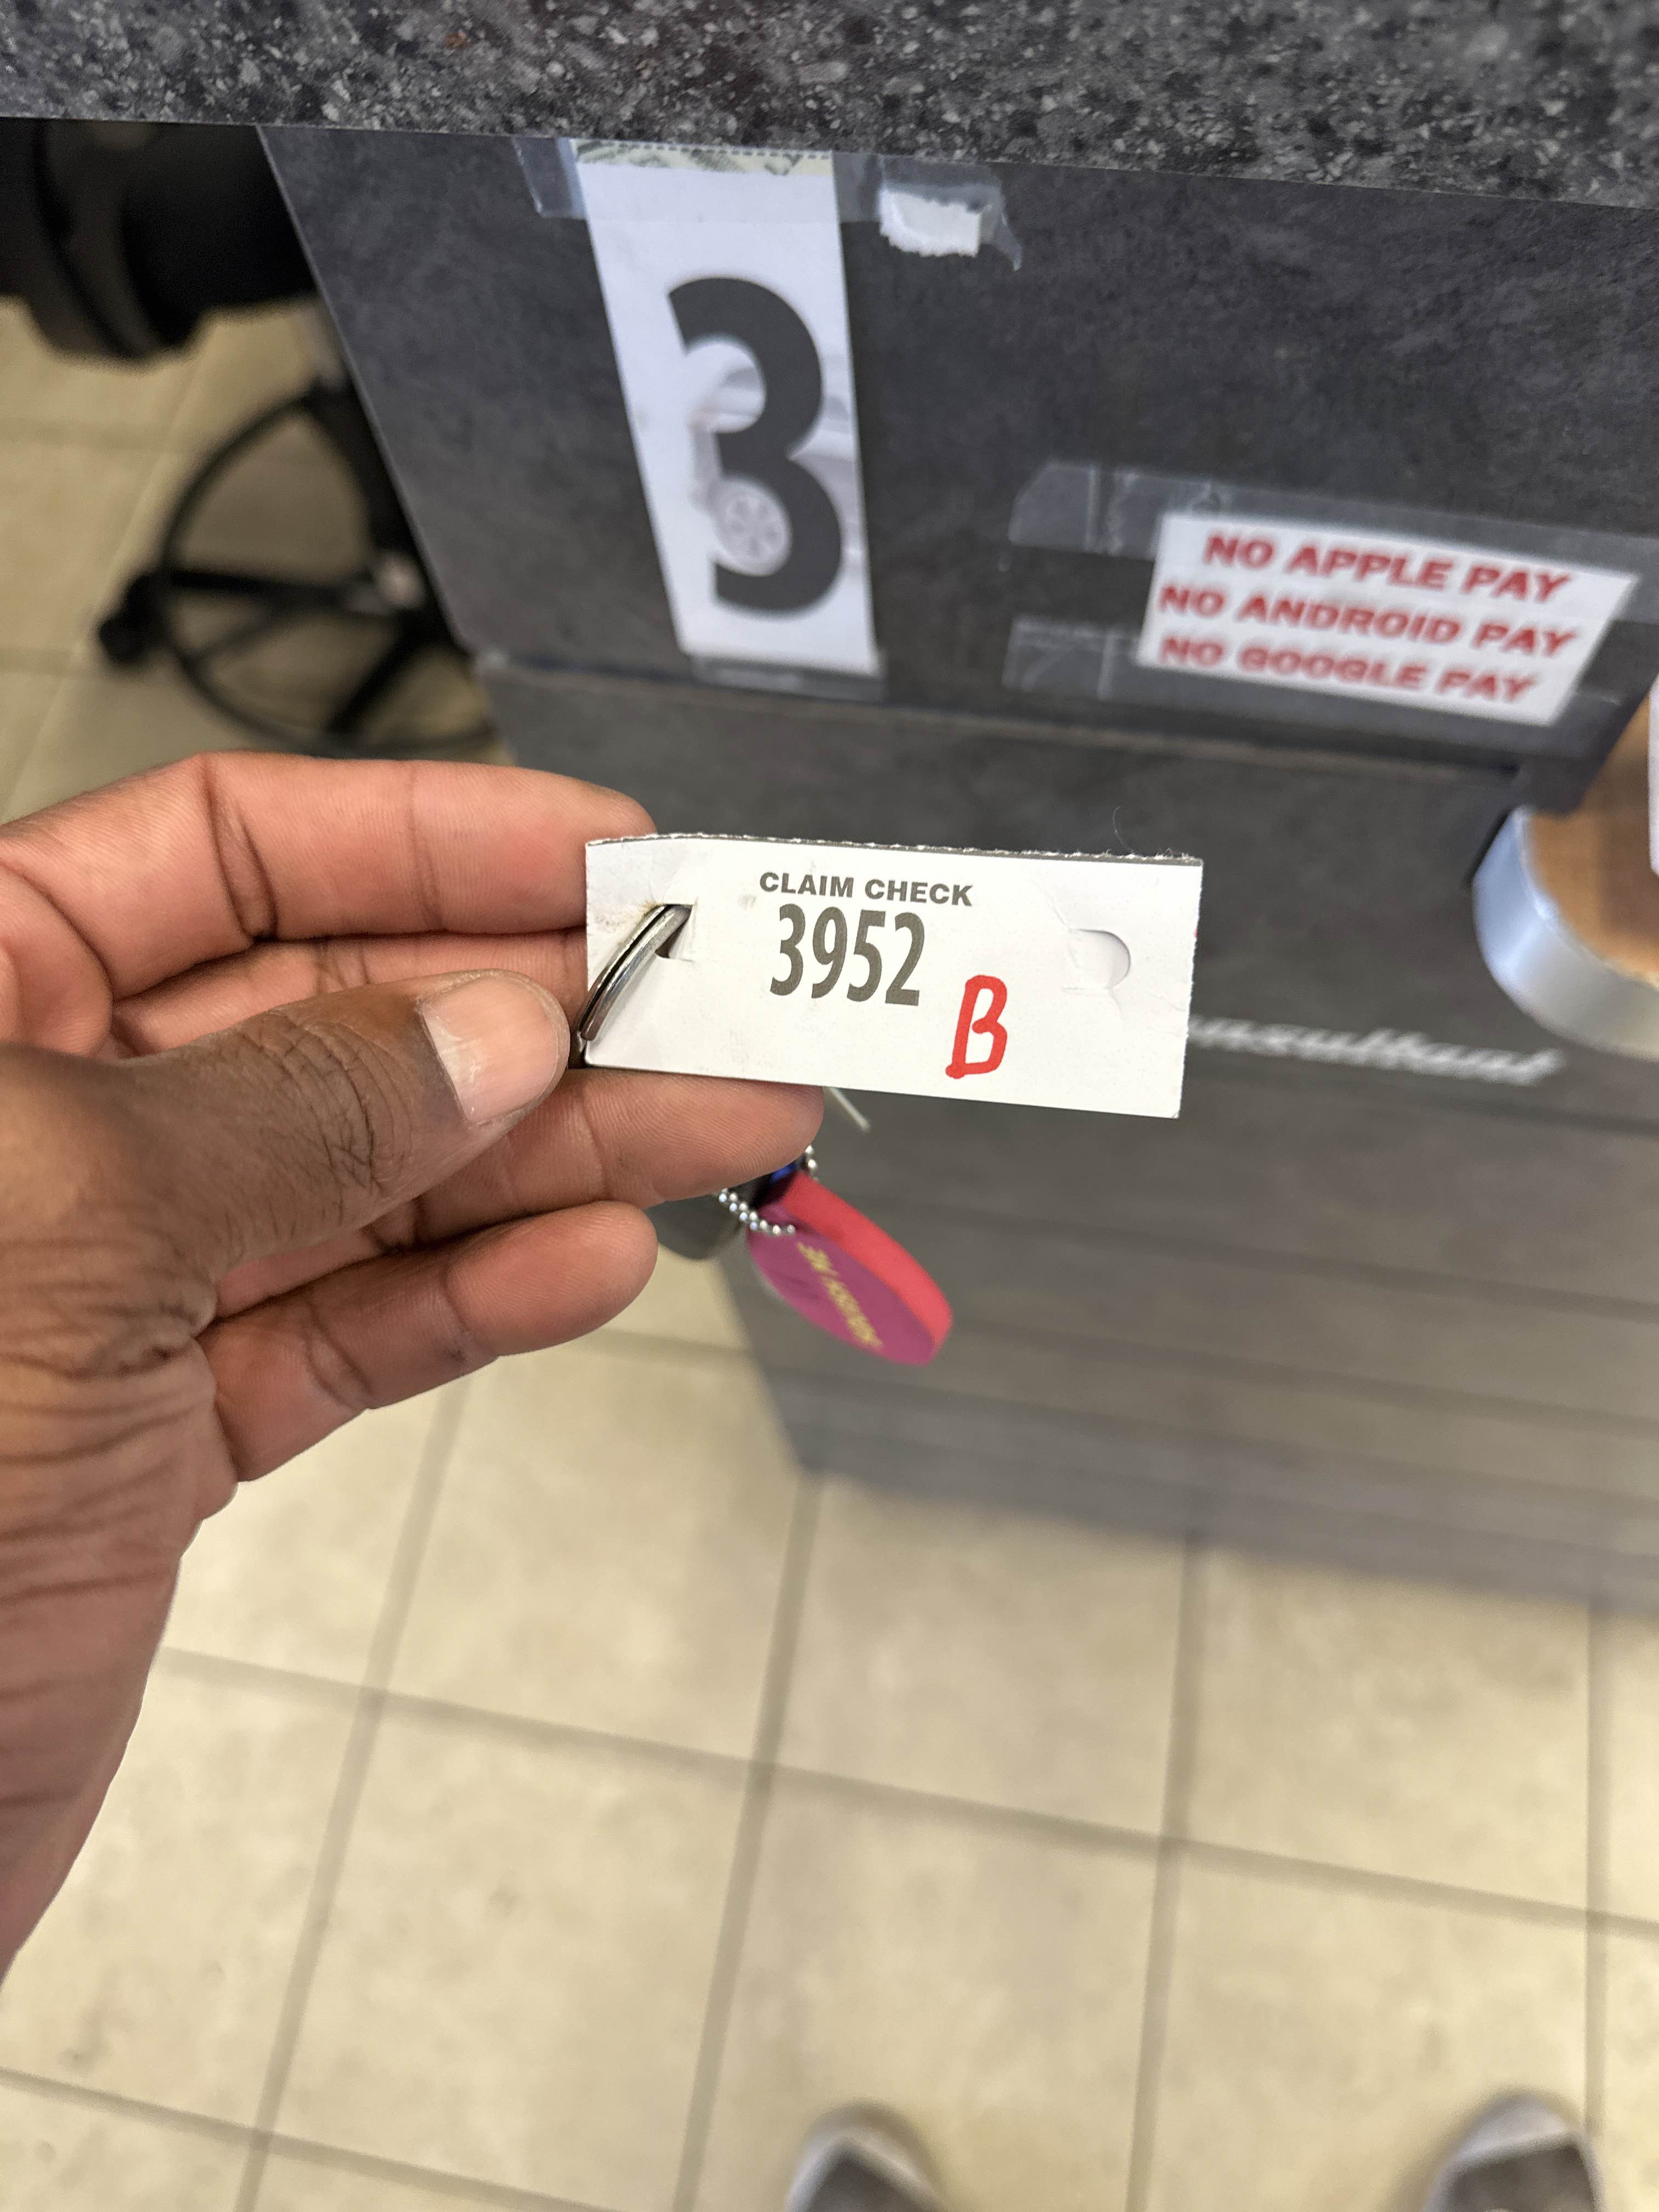 3
NO APPLE PAY
NO ANDROID PAY
NO GOOGLE PAY
CLAIM CHECK
3952
B